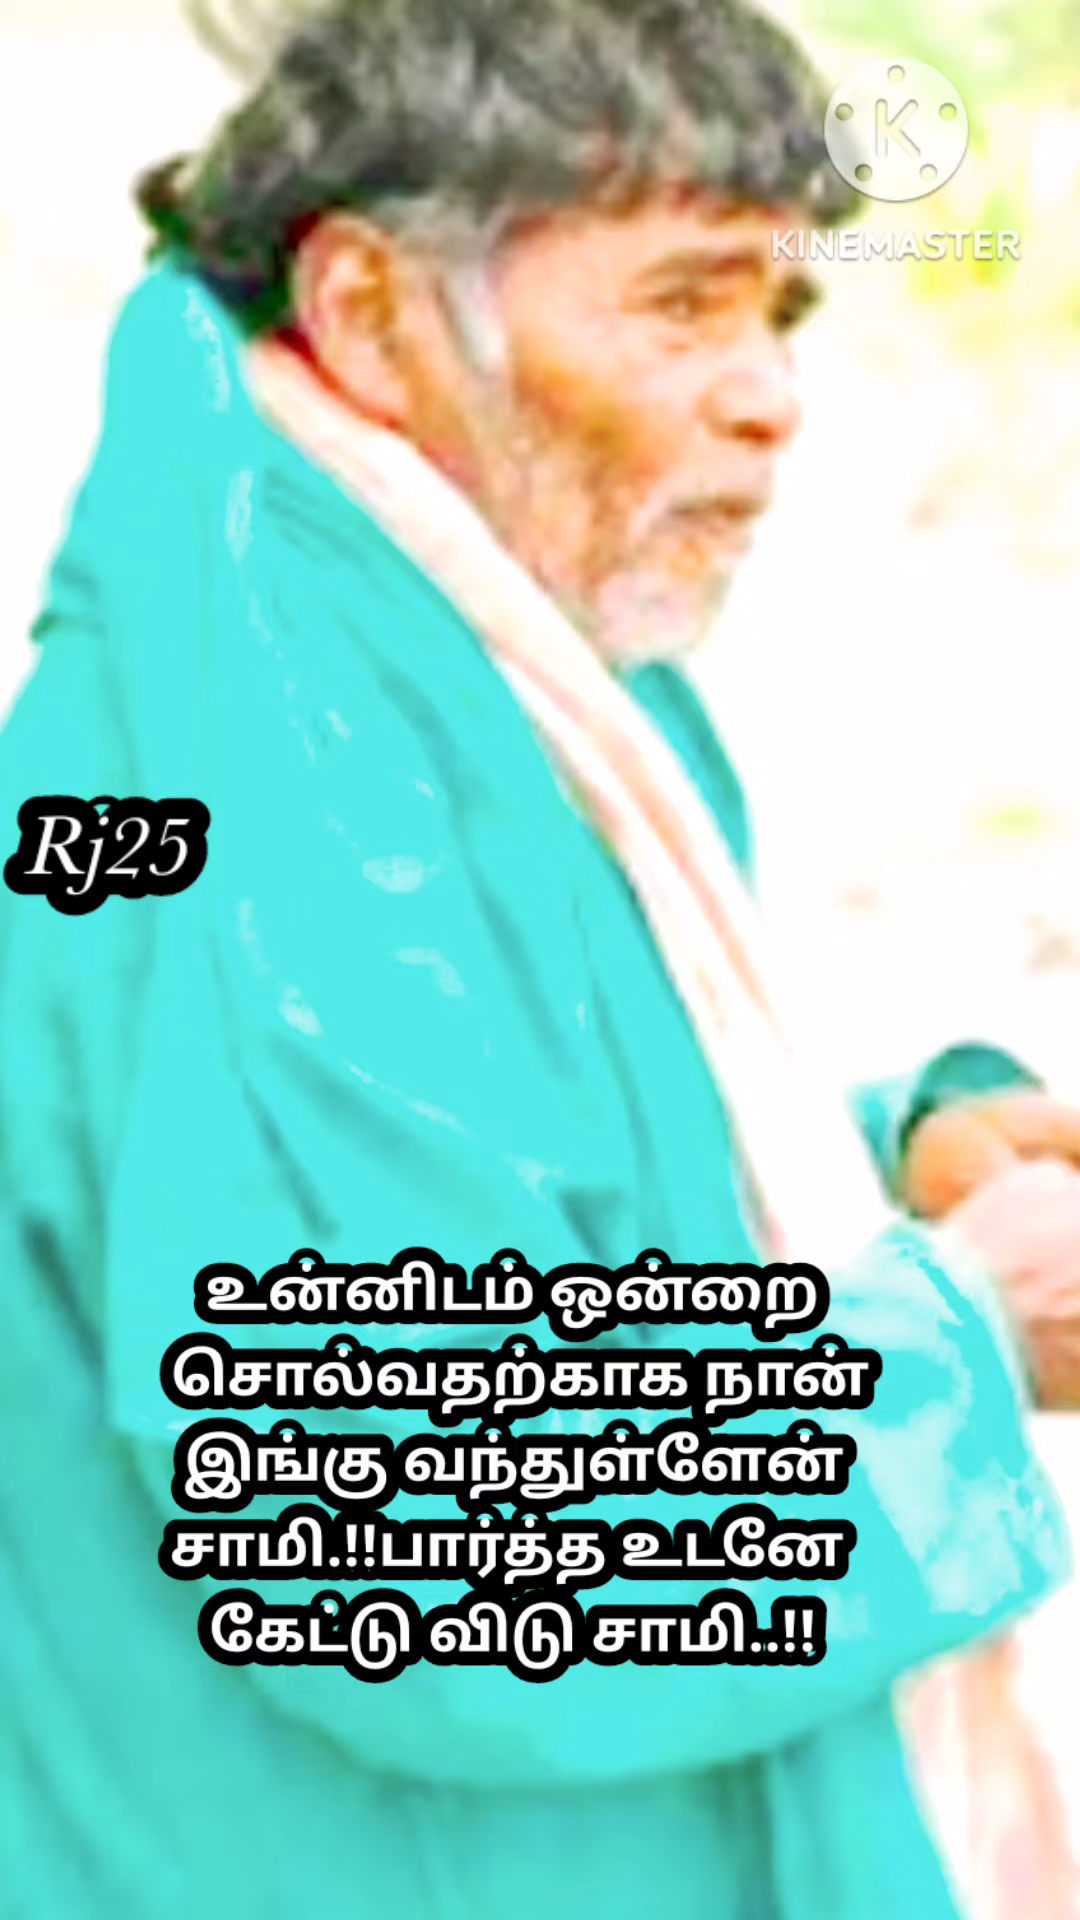 KINEMASTER
Rj25
உன்னிடம் ஒன்றை
சொல்வதற்காக நான்
இங்கு வந்துள்ளேன்
சாமி.!!பார்த்த உடனே
கேட்டு விடு சாமி..!!